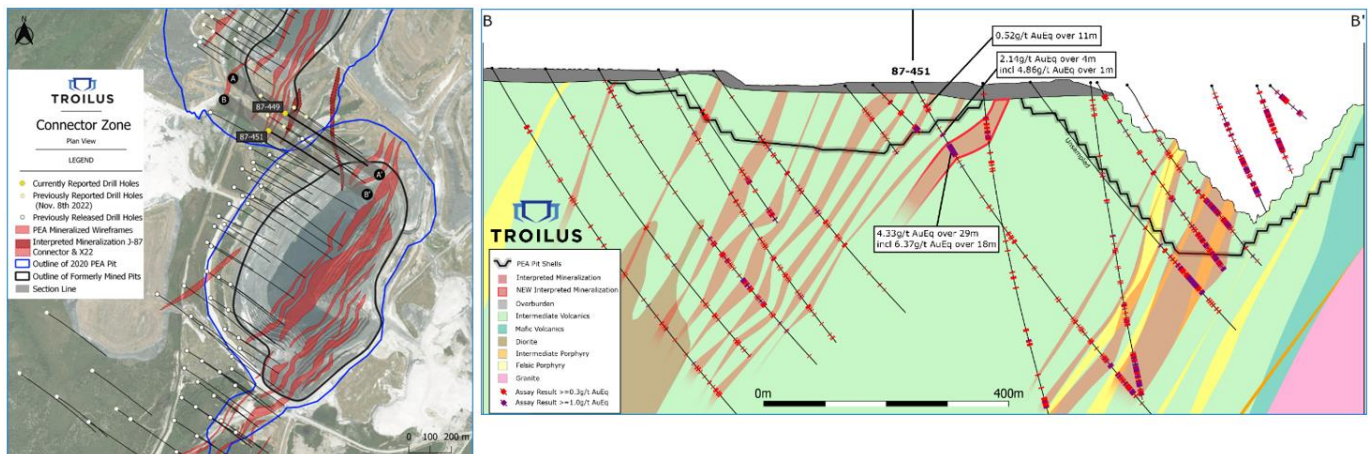 N
TROILUS
Connector Zone
Plan View
LEGEND
Currently Reported Drill Holes
Previously Reported Drill Holes
(Nov. 8th 2022)
Previously Released Drill Holes
PEA Mineralized Wireframes
Interpreted Mineralization J-87
Connector & X22
Outline of 2020 PEA Pit
Outline of Formerly Mined Pits
Section Line
A
B
87-449
87-451
A'
B'
0 100 200 m
B
B'
87-451
0.52g/t AuEq over 11m
2.14g/t AuEq over 4m
incl 4.86g/t AuEq over 1m
Unsampled
4.33g/t AuEq over 29m
incl 6.37g/t AuEq over 18m
TROILUS
PEA Pit Shells
Interpreted Mineralization
NEW Interpreted Mineralization
Overburden
Intermediate Volcanics
Mafic Volcanics
Diorite
Intermediate Porphyry
Felsic Porphyry
Granite
Assay Result >=0.3g/t AuEq
Assay Result >=1.0g/t AuEq
0m
400m